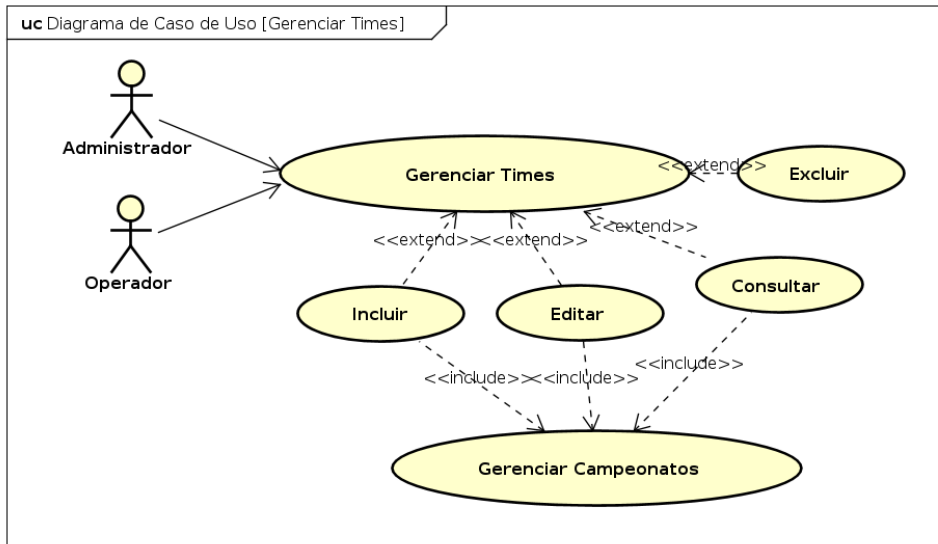 uc Diagrama de Caso de Uso [Gerenciar Times]
Administrador
Gerenciar Times
<<extend>>
Excluir
Operador
<<extend>>
<<extend>>
<<extend>>
Incluir
Editar
Consultar
<<include>>
<<include>>
<<include>>
Gerenciar Campeonatos